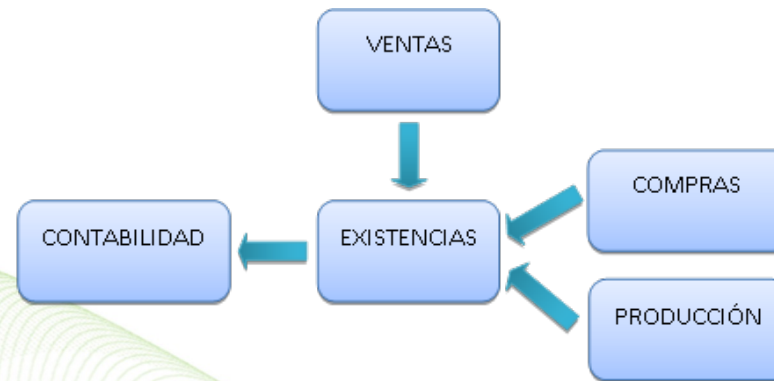 VENTAS
COMPRAS
CONTABILIDAD
EXISTENCIAS
PRODUCCIÓN